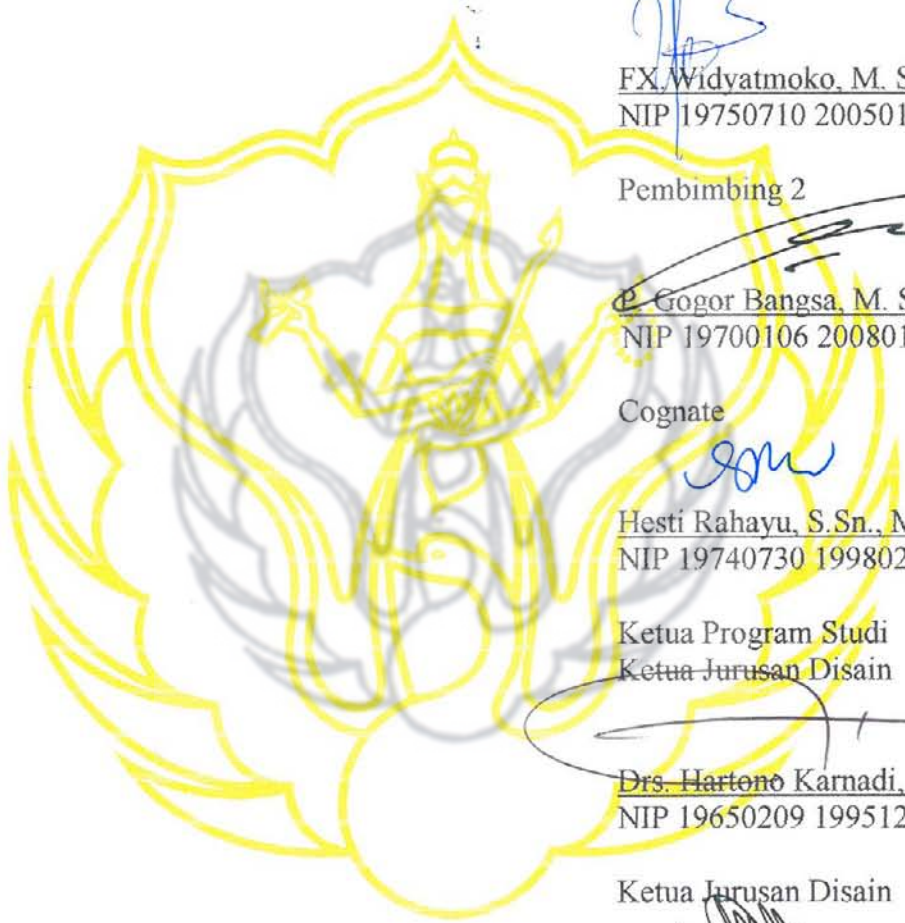 FX.Widyatmoko, M. S
NIP 19750710 200501
Pembimbing 2
P. Gogor Bangsa, M. S
NIP 19700106 200801
Cognate
Hesti Rahayu, S.Sn., M
NIP 19740730 199802
Ketua Program Studi
Ketua Jurusan Disain
Drs. Hartono Karnadi,
NIP 19650209 199512
Ketua Jurusan Disain